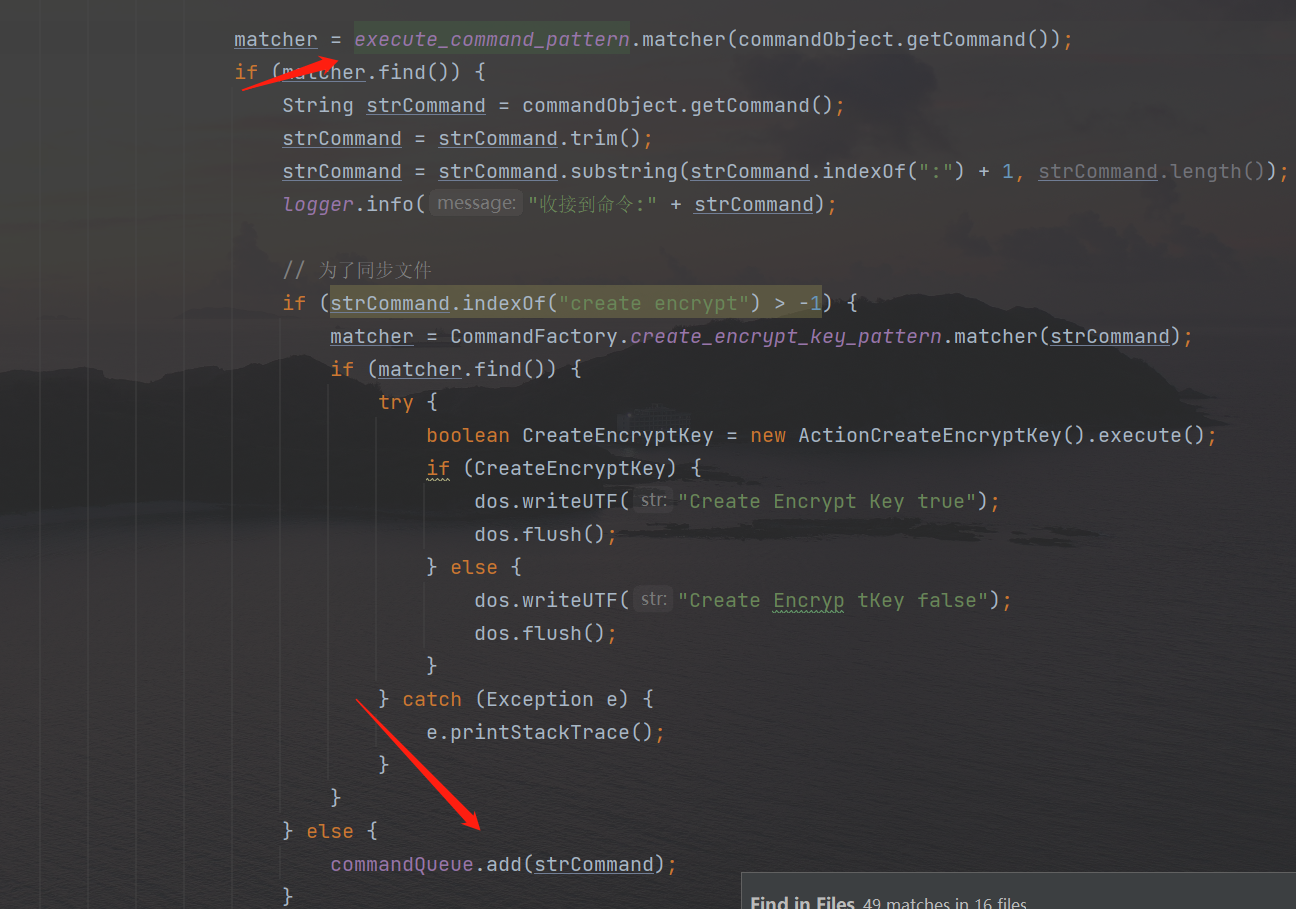 matcher = execute_command_pattern.matcher(commandObject.getCommand());
if (matcher.find()) {
String strCommand = commandObject.getCommand();
strCommand = strCommand.trim();
strCommand = strCommand.substring(strCommand.indexOf(":") + 1, strCommand.length());
logger.info( message: "收接到命令:" + strCommand);
// 为了同步文件
if (strCommand.indexOf("create encrypt") > -1) {
matcher = CommandFactory.create_encrypt_key_pattern.matcher(strCommand);
if (matcher.find()) {
try {
boolean CreateEncryptKey = new ActionCreateEncryptKey().execute();
if (CreateEncryptKey) {
dos.writeUTF( str: "Create Encrypt Key true");
dos.flush();
} else {
dos.writeUTF( str: "Create Encryp tKey false");
dos.flush();
}
} catch (Exception e) {
e.printStackTrace();
}
}
} else {
commandQueue.add(strCommand);
}
Find in Files 49 matches in 16 files